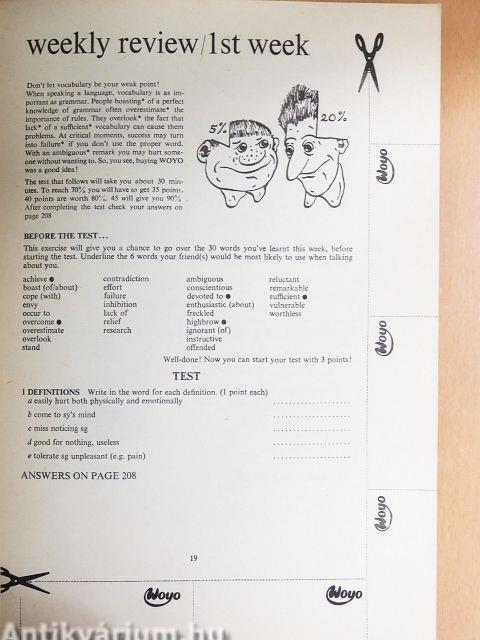 weekly review/1st week
Don't let vocabulary be your weak point!
When speaking a language, vocabulary is as im-
portant as grammar. People boasting* of a perfect
knowledge of grammar often overestimate* the
importance of rules. They overlook* the fact that
lack* of a sufficient* vocabulary can cause them
problems. At critical moments, success may turn
into failure* if you don't use the proper word.
With an ambiguous* remark you may hurt some-
one without wanting to. So, you see, buying WOYO
was a good idea!
The test that follows will take you about 30 min-
utes. To reach 70% you will have to get 35 points.
40 points are worth 80%. 45 will give you 90%.
After completing the test check your answers on
page 208
5%
20%
BEFORE THE TEST...
This exercise will give you a chance to go over the 30 words you've learnt this week, before
starting the test. Underline the 6 words your friend(s) would be most likely to use when talking
about you.
achieve ● contradiction ambiguous reluctant
boast (of/about) effort conscientious remarkable
cope (with) failure devoted to ● sufficient ●
envy inhibition enthusiastic (about) vulnerable
occur to lack of freckled worthless
overcome ● relief highbrow ●
overestimate research ignorant (of)
overlook instructive
stand offended
Well-done! Now you can start your test with 3 points!
TEST
1 DEFINITIONS Write in the word for each definition. (1 point each)
a easily hurt both physically and emotionally
b come to sy's mind
c miss noticing sg
d good for nothing, useless
e tolerate sg unpleasant (e.g. pain)
ANSWERS ON PAGE 208
19
Woyo
Woyo
Woyo
Woyo
Woyo
Antikvárium.hu